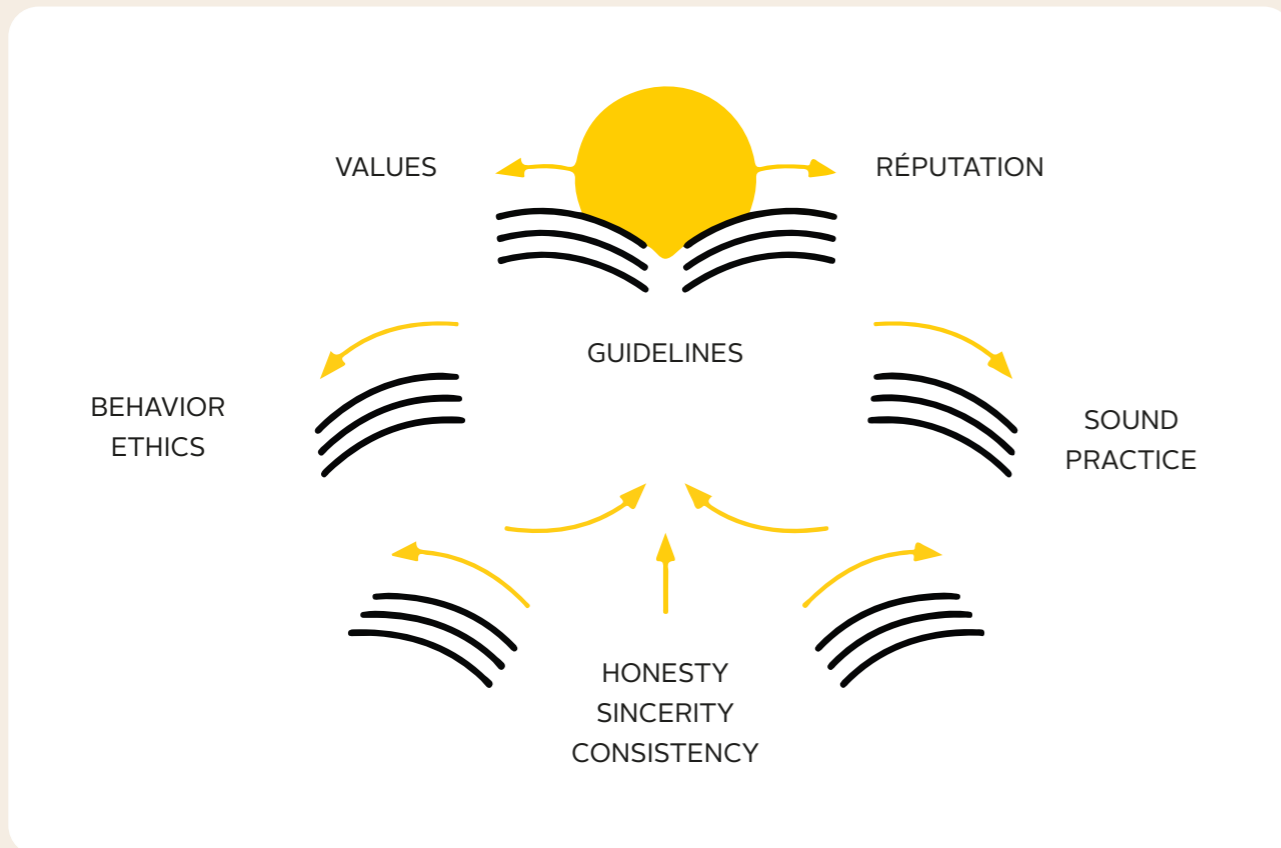 VALUES
RÉPUTATION
GUIDELINES
BEHAVIOR
ETHICS
SOUND
PRACTICE
HONESTY
SINCERITY
CONSISTENCY